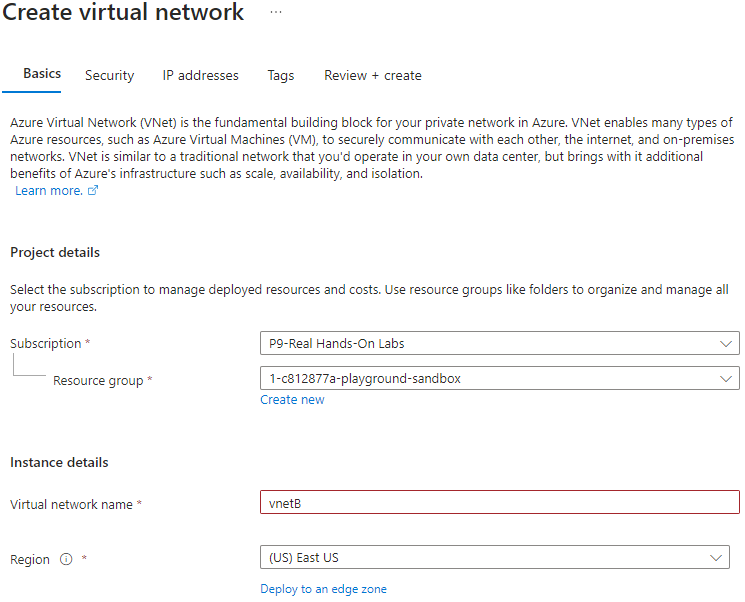 Create virtual network ...
Basics Security IP addresses Tags Review + create
Azure Virtual Network (VNet) is the fundamental building block for your private network in Azure. VNet enables many types of
Azure resources, such as Azure Virtual Machines (VM), to securely communicate with each other, the internet, and on-premises
networks. VNet is similar to a traditional network that you'd operate in your own data center, but brings with it additional
benefits of Azure's infrastructure such as scale, availability, and isolation.
Learn more.
Project details
Select the subscription to manage deployed resources and costs. Use resource groups like folders to organize and manage all
your resources.
Subscription * P9-Real Hands-On Labs
Resource group * 1-c812877a-playground-sandbox
Create new
Instance details
Virtual network name * vnetB
Region * (US) East US
Deploy to an edge zone